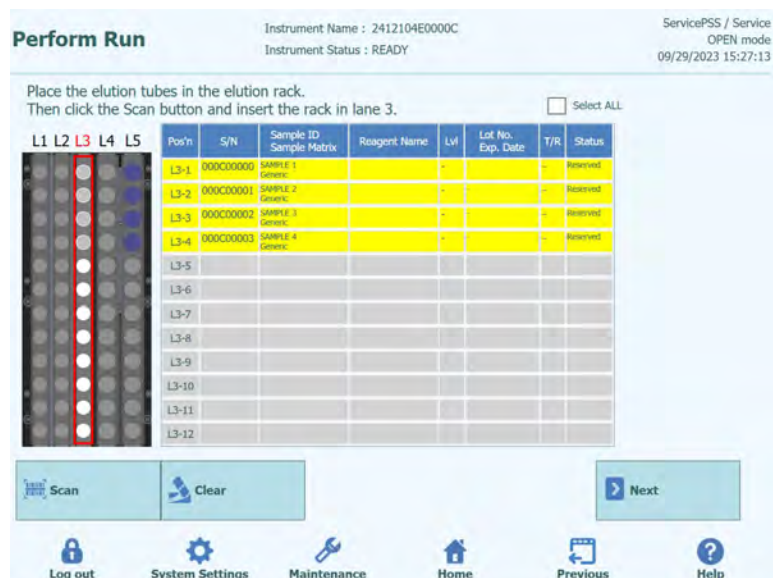 Perform Run
Instrument Name : 2412104E0000C
Instrument Status : READY
ServicePSS / Service
OPEN mode
09/29/2023 15:27:13
Place the elution tubes in the elution rack.
Then click the Scan button and insert the rack in lane 3.
Select ALL
L1 L2 L3 L4 L5
Pos'n S/N Sample ID Sample Matrix Reagent Name Lvl Lot No. Exp. Date T/R Status
L3-1 000C00000 SAMPLE 1 Generic - - Reserved
L3-2 000C00001 SAMPLE 2 Generic - - - Reserved
L3-3 000C00002 SAMPLE 3 Generic - - - Reserved
L3-4 000C00003 SAMPLE 4 Generic - - - Reserved
L3-5
L3-6
L3-7
L3-8
L3-9
L3-10
L3-11
L3-12
Scan
Clear
Next
Log out
System Settings
Maintenance
Home
Previous
Help